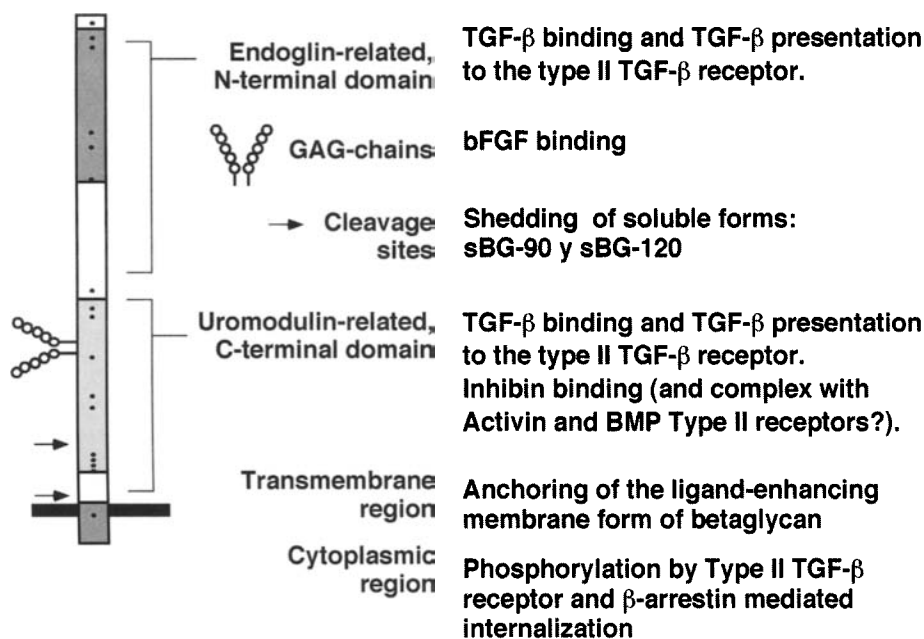 Endoglin-related,
N-terminal domain
TGF-β binding and TGF-β presentation
to the type II TGF-β receptor.
GAG-chains
bFGF binding
Cleavage
sites
Shedding of soluble forms:
sBG-90 y sBG-120
Uromodulin-related,
C-terminal domain
TGF-β binding and TGF-β presentation
to the type II TGF-β receptor.
Inhibin binding (and complex with
Activin and BMP Type II receptors?).
Transmembrane
region
Anchoring of the ligand-enhancing
membrane form of betaglycan
Cytoplasmic
region
Phosphorylation by Type II TGF-β
receptor and β-arrestin mediated
internalization